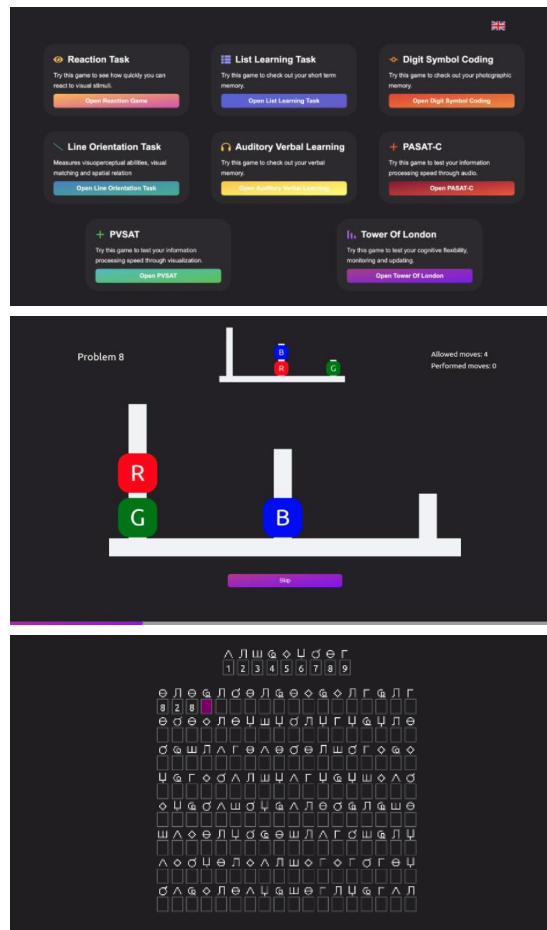 Reaction Task
Try this game to see how quickly you can
react to visual stimuli.
Open Reaction Game
List Learning Task
Try this game to check out your short term
memory.
Open List Learning Task
Digit Symbol Coding
Try this game to check out your photographic
memory.
Open Digit Symbol Coding
Line Orientation Task
Measures visuoperceptual abilities, visual
matching and spatial relation
Open Line Orientation Task
Auditory Verbal Learning
Try this game to check out your verbal
memory.
Open Auditory Verbal Learning
PASAT-C
Try this game to test your information
processing speed through audio.
Open PASAT-C
PVSAT
Try this game to test your information
processing speed through visualization.
Open PVSAT
Tower Of London
Try this game to test your cognitive flexibility,
monitoring and updating.
Open Tower Of London
Problem 8
B
R G
Allowed moves: 4
Performed moves: 0
R
G B
Skip
1 2 3 4 5 6 7 8 9
8 2 8